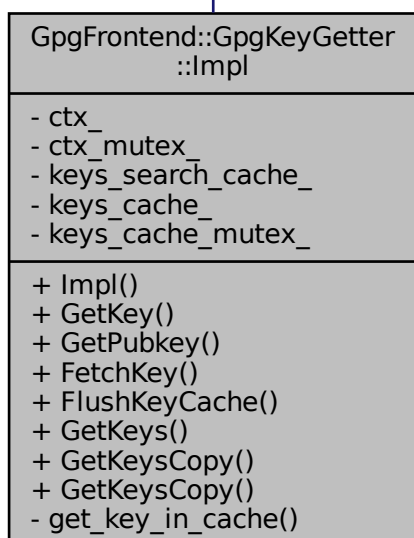 GpgFrontend::GpgKeyGetter
::Impl
- ctx_
- ctx_mutex_
- keys_search_cache_
- keys_cache_
- keys_cache_mutex_
+ Impl()
+ GetKey()
+ GetPubkey()
+ FetchKey()
+ FlushKeyCache()
+ GetKeys()
+ GetKeysCopy()
+ GetKeysCopy()
- get_key_in_cache()